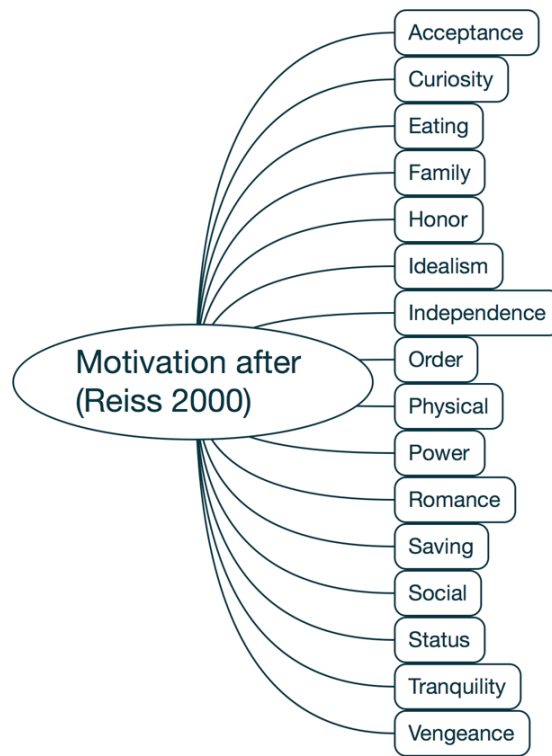 Acceptance
Curiosity
Eating
Family
Honor
Idealism
Independence
Motivation after
(Reiss 2000)
Order
Physical
Power
Romance
Saving
Social
Status
Tranquility
Vengeance